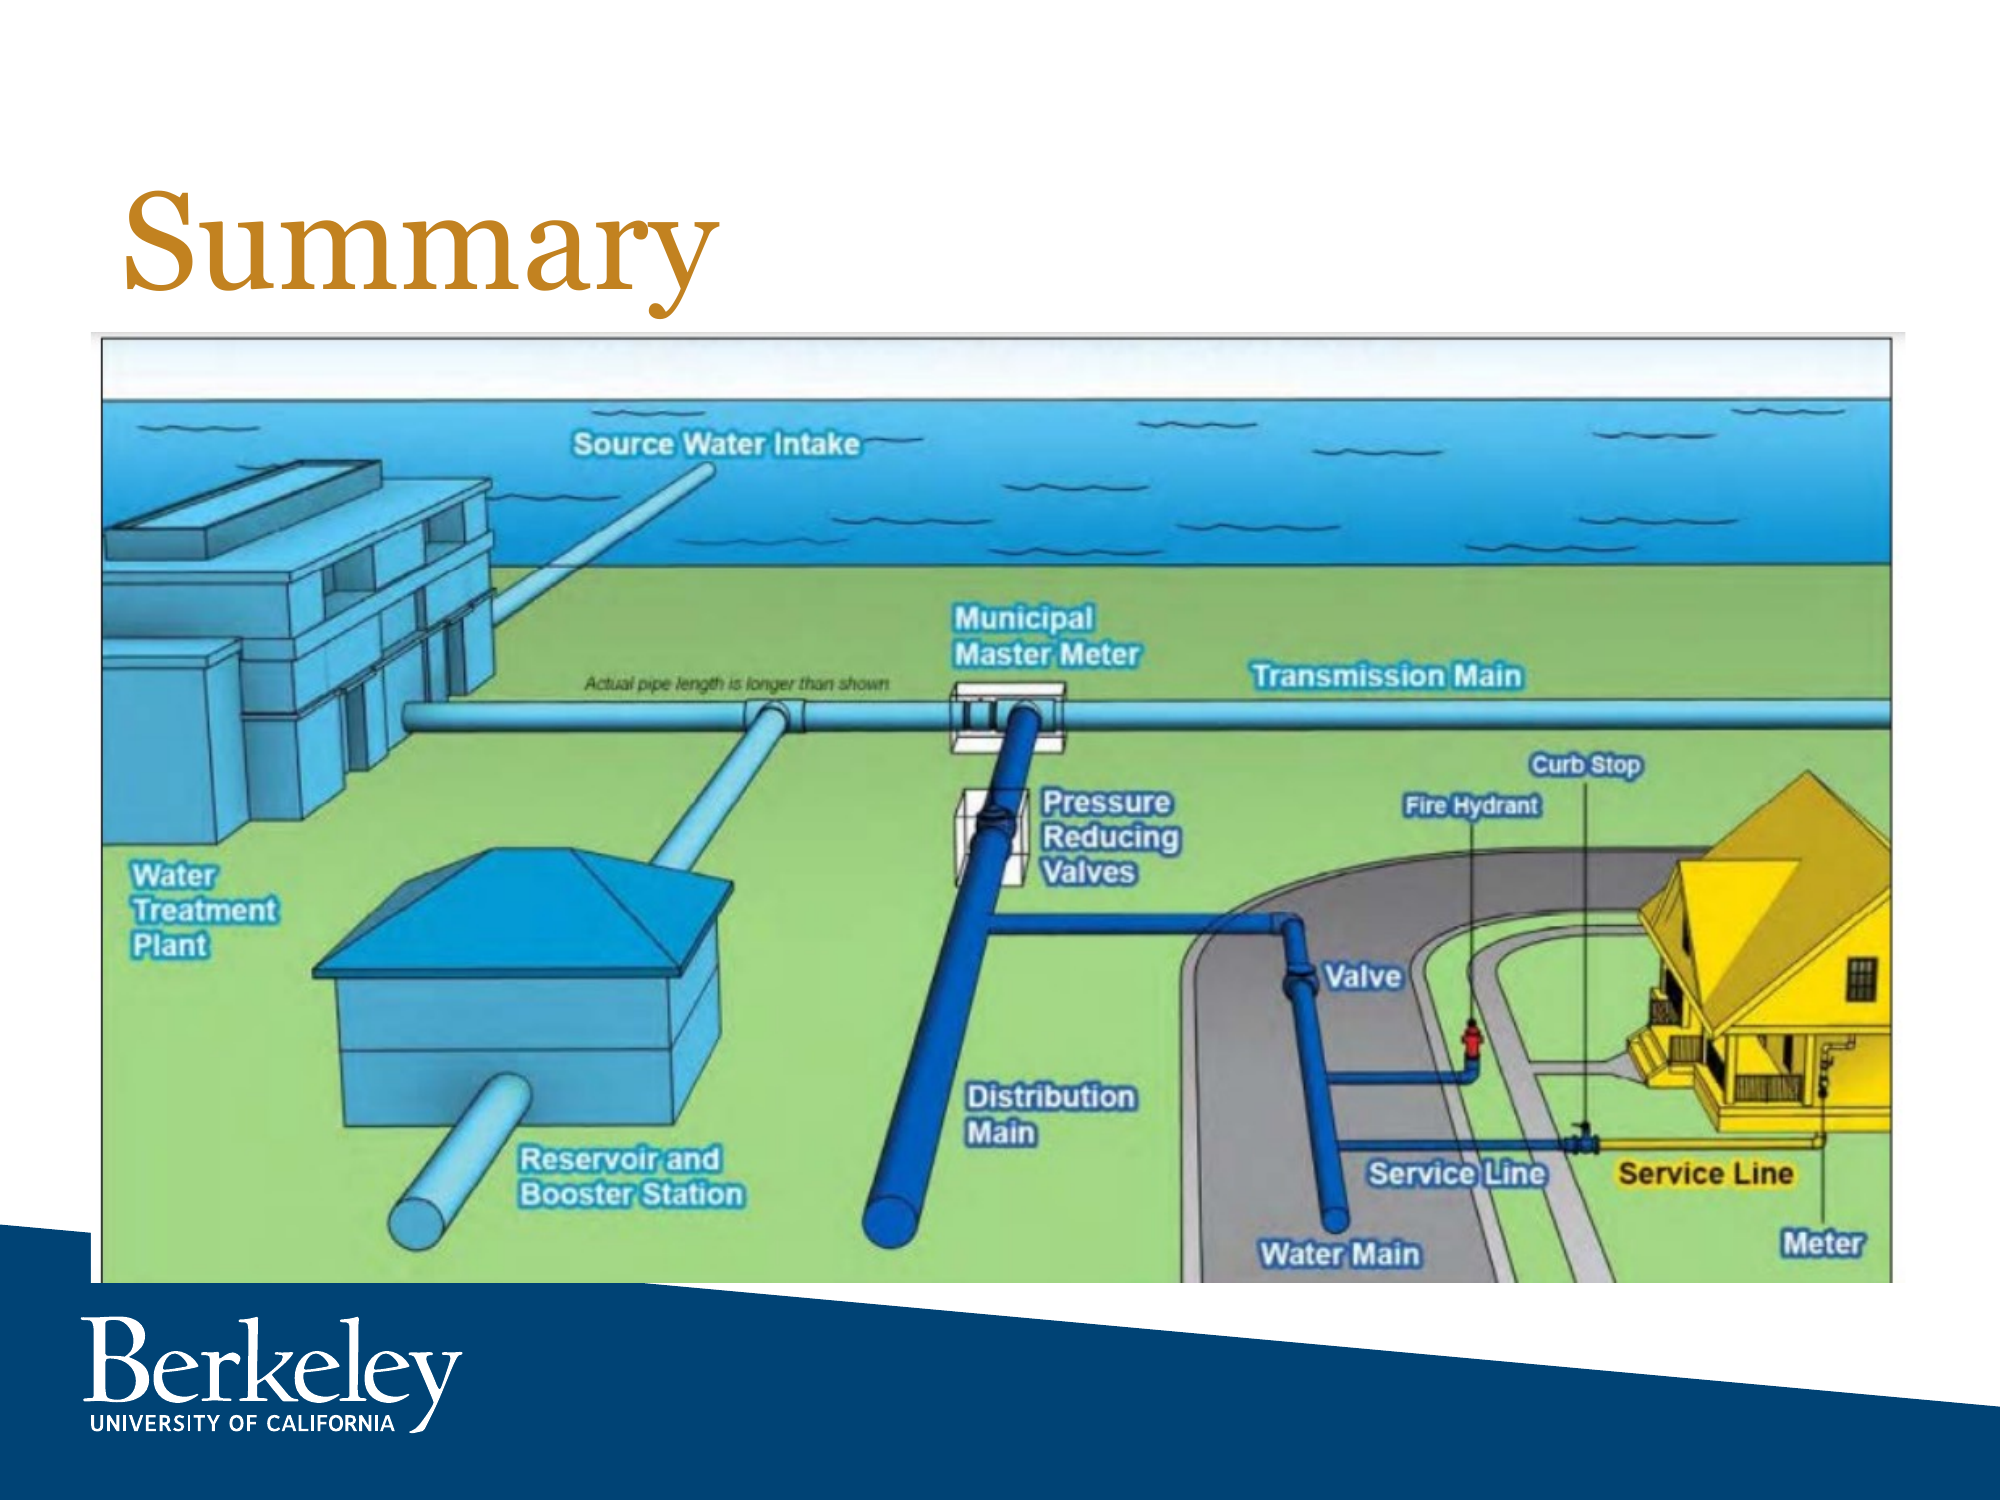 Summary
Source Water Intake
Municipal
Master Meter
Transmission Main
Actual pipe length is longer than shown
Curb Stop
Fire Hydrant
Pressure
Reducing
Valves
Water
Treatment
Plant
Valve
Distribution
Main
Reservoir and
Booster Station
Service Line
Service Line
Meter
Water Main
Berkeley
UNIVERSITY OF CALIFORNIA